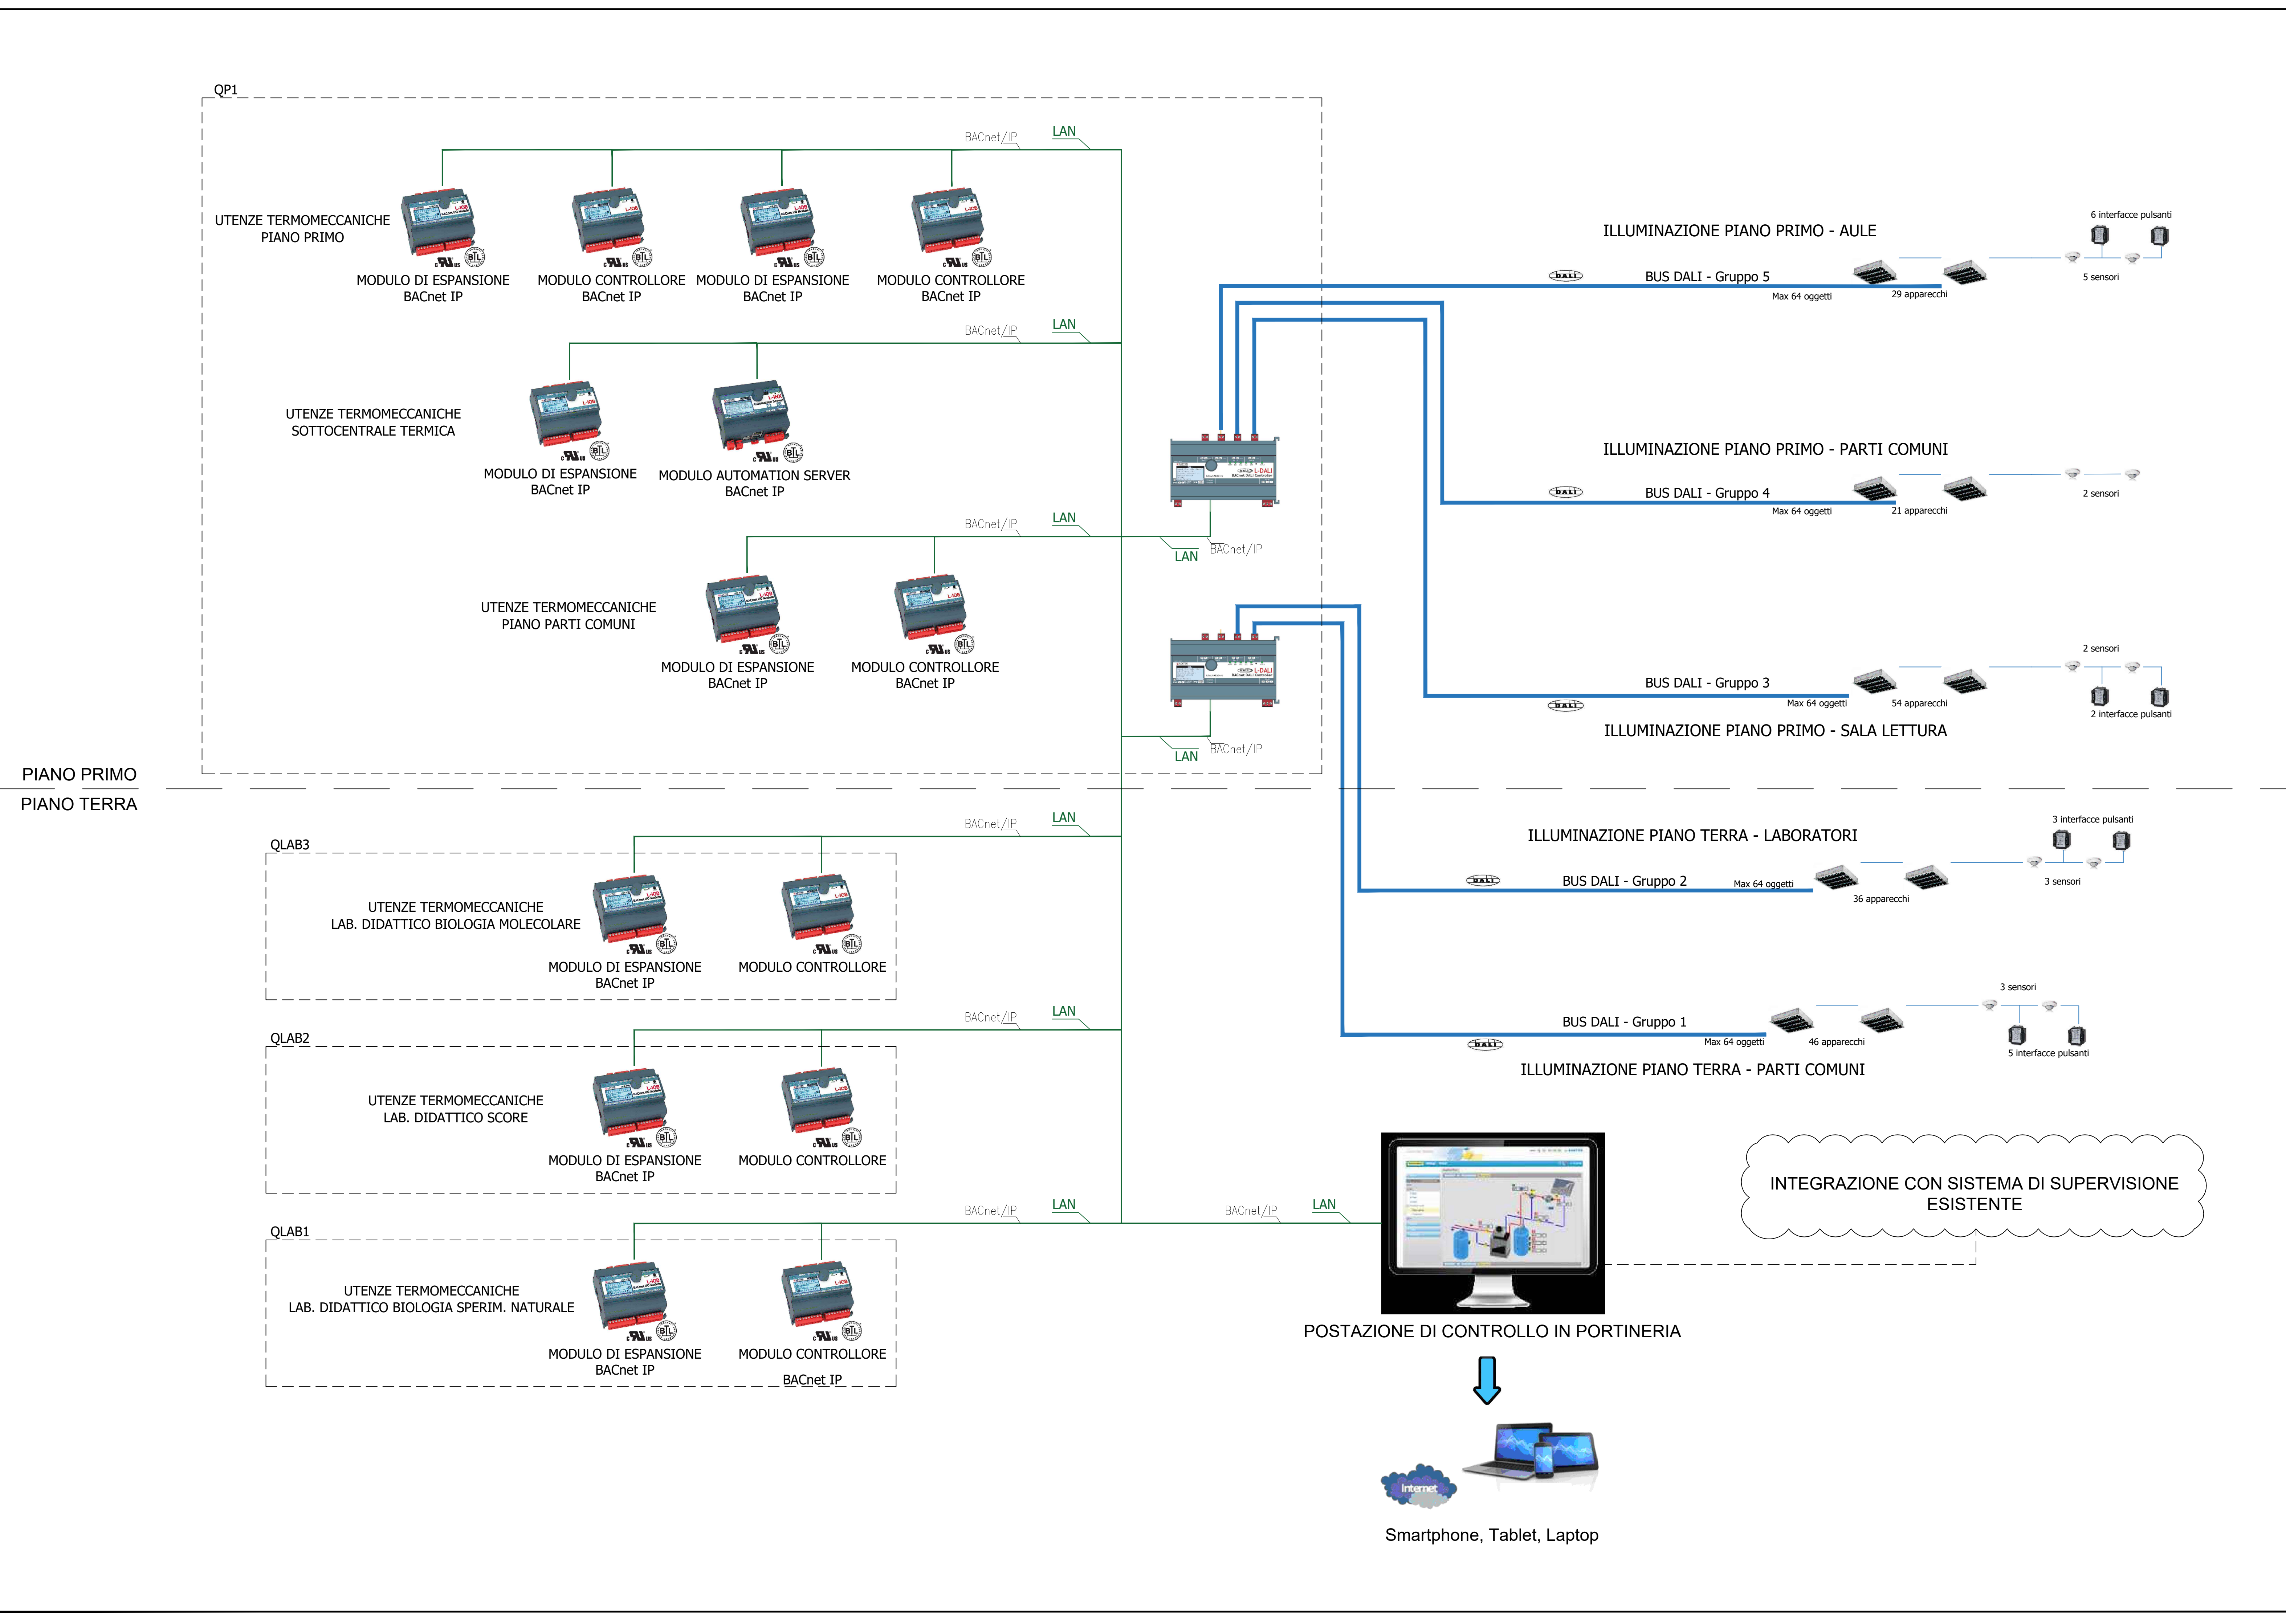 QP1
BACnet/IP
LAN
UTENZE TERMOMECCANICHE
PIANO PRIMO
MODULO DI ESPANSIONE
BACnet IP
MODULO CONTROLLORE
BACnet IP
MODULO DI ESPANSIONE
BACnet IP
MODULO CONTROLLORE
BACnet IP
BACnet/IP
LAN
UTENZE TERMOMECCANICHE
SOTTOCENTRALE TERMICA
MODULO DI ESPANSIONE
BACnet IP
MODULO AUTOMATION SERVER
BACnet IP
BACnet/IP
LAN
LAN
BACnet/IP
L-DALI
UTENZE TERMOMECCANICHE
PIANO PARTI COMUNI
MODULO DI ESPANSIONE
BACnet IP
MODULO CONTROLLORE
BACnet IP
L-DALI
LAN
BACnet/IP
ILLUMINAZIONE PIANO PRIMO - AULE
6 interfacce pulsanti
DALI
BUS DALI - Gruppo 5
Max 64 oggetti
29 apparecchi
5 sensori
ILLUMINAZIONE PIANO PRIMO - PARTI COMUNI
DALI
BUS DALI - Gruppo 4
Max 64 oggetti
21 apparecchi
2 sensori
2 sensori
BUS DALI - Gruppo 3
DALI
Max 64 oggetti
54 apparecchi
2 interfacce pulsanti
ILLUMINAZIONE PIANO PRIMO - SALA LETTURA
PIANO PRIMO
PIANO TERRA
BACnet/IP
LAN
QLAB3
UTENZE TERMOMECCANICHE
LAB. DIDATTICO BIOLOGIA MOLECOLARE
MODULO DI ESPANSIONE
BACnet IP
MODULO CONTROLLORE
BACnet/IP
LAN
QLAB2
UTENZE TERMOMECCANICHE
LAB. DIDATTICO SCORE
MODULO DI ESPANSIONE
BACnet IP
MODULO CONTROLLORE
BACnet/IP
LAN
QLAB1
UTENZE TERMOMECCANICHE
LAB. DIDATTICO BIOLOGIA SPERIM. NATURALE
MODULO DI ESPANSIONE
BACnet IP
MODULO CONTROLLORE
BACnet IP
3 interfacce pulsanti
ILLUMINAZIONE PIANO TERRA - LABORATORI
DALI
BUS DALI - Gruppo 2
Max 64 oggetti
36 apparecchi
3 sensori
3 sensori
BUS DALI - Gruppo 1
DALI
Max 64 oggetti
46 apparecchi
5 interfacce pulsanti
ILLUMINAZIONE PIANO TERRA - PARTI COMUNI
BACnet/IP
LAN
INTEGRAZIONE CON SISTEMA DI SUPERVISIONE
ESISTENTE
POSTAZIONE DI CONTROLLO IN PORTINERIA
Internet
Smartphone, Tablet, Laptop